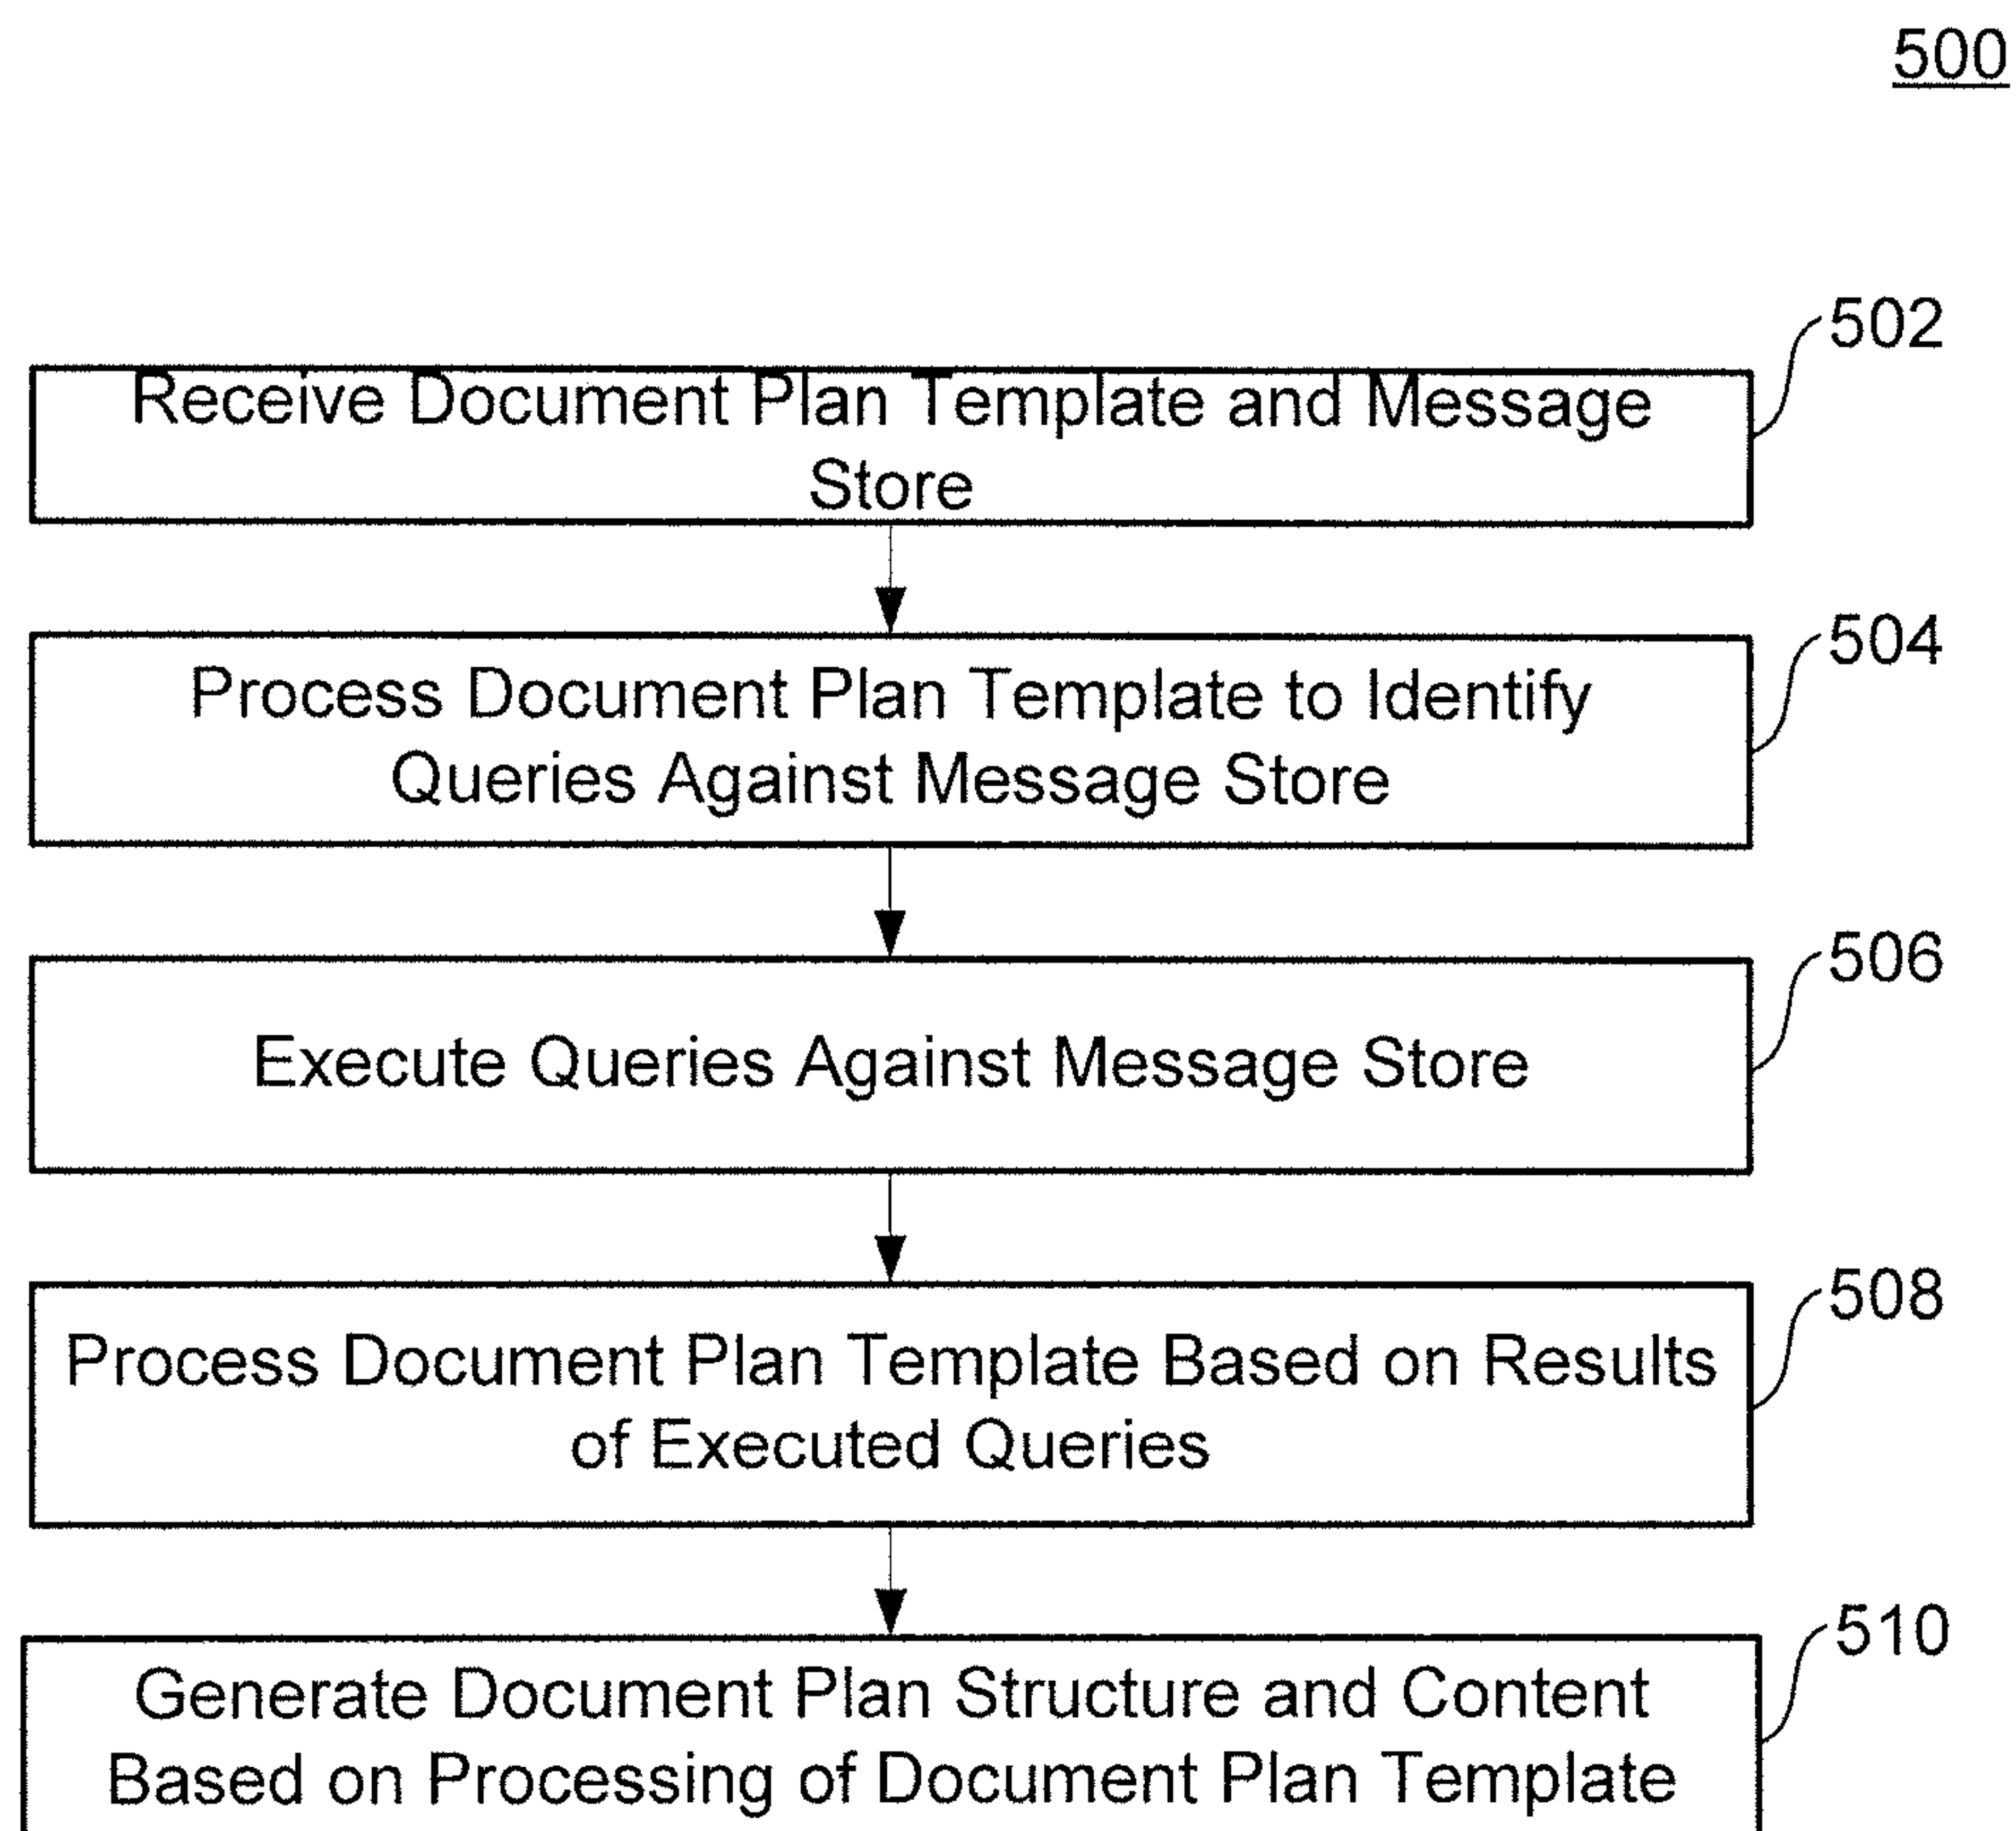 500
502
Receive Document Plan Template and Message
Store
504
Process Document Plan Template to Identify
Queries Against Message Store
506
Execute Queries Against Message Store
508
Process Document Plan Template Based on Results
of Executed Queries
510
Generate Document Plan Structure and Content
Based on Processing of Document Plan Template